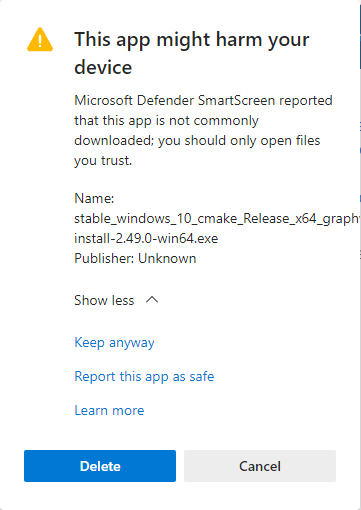 This app might harm your
device
Microsoft Defender SmartScreen reported
that this app is not commonly
downloaded; you should only open files
you trust.
Name:
stable_windows_10_cmake_Release_x64_graphv
install-2.49.0-win64.exe
Publisher: Unknown
Show less
Keep anyway
Report this app as safe
Learn more
Delete
Cancel